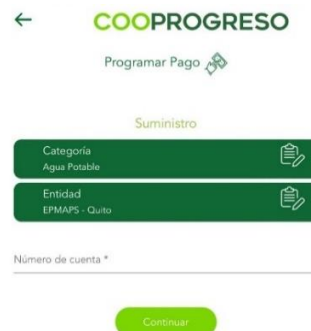 COOPROGRESO
Programar Pago
Suministro
Categoría
Agua Potable
Entidad
EPMAPS - Quito
Número de cuenta *
Continuar